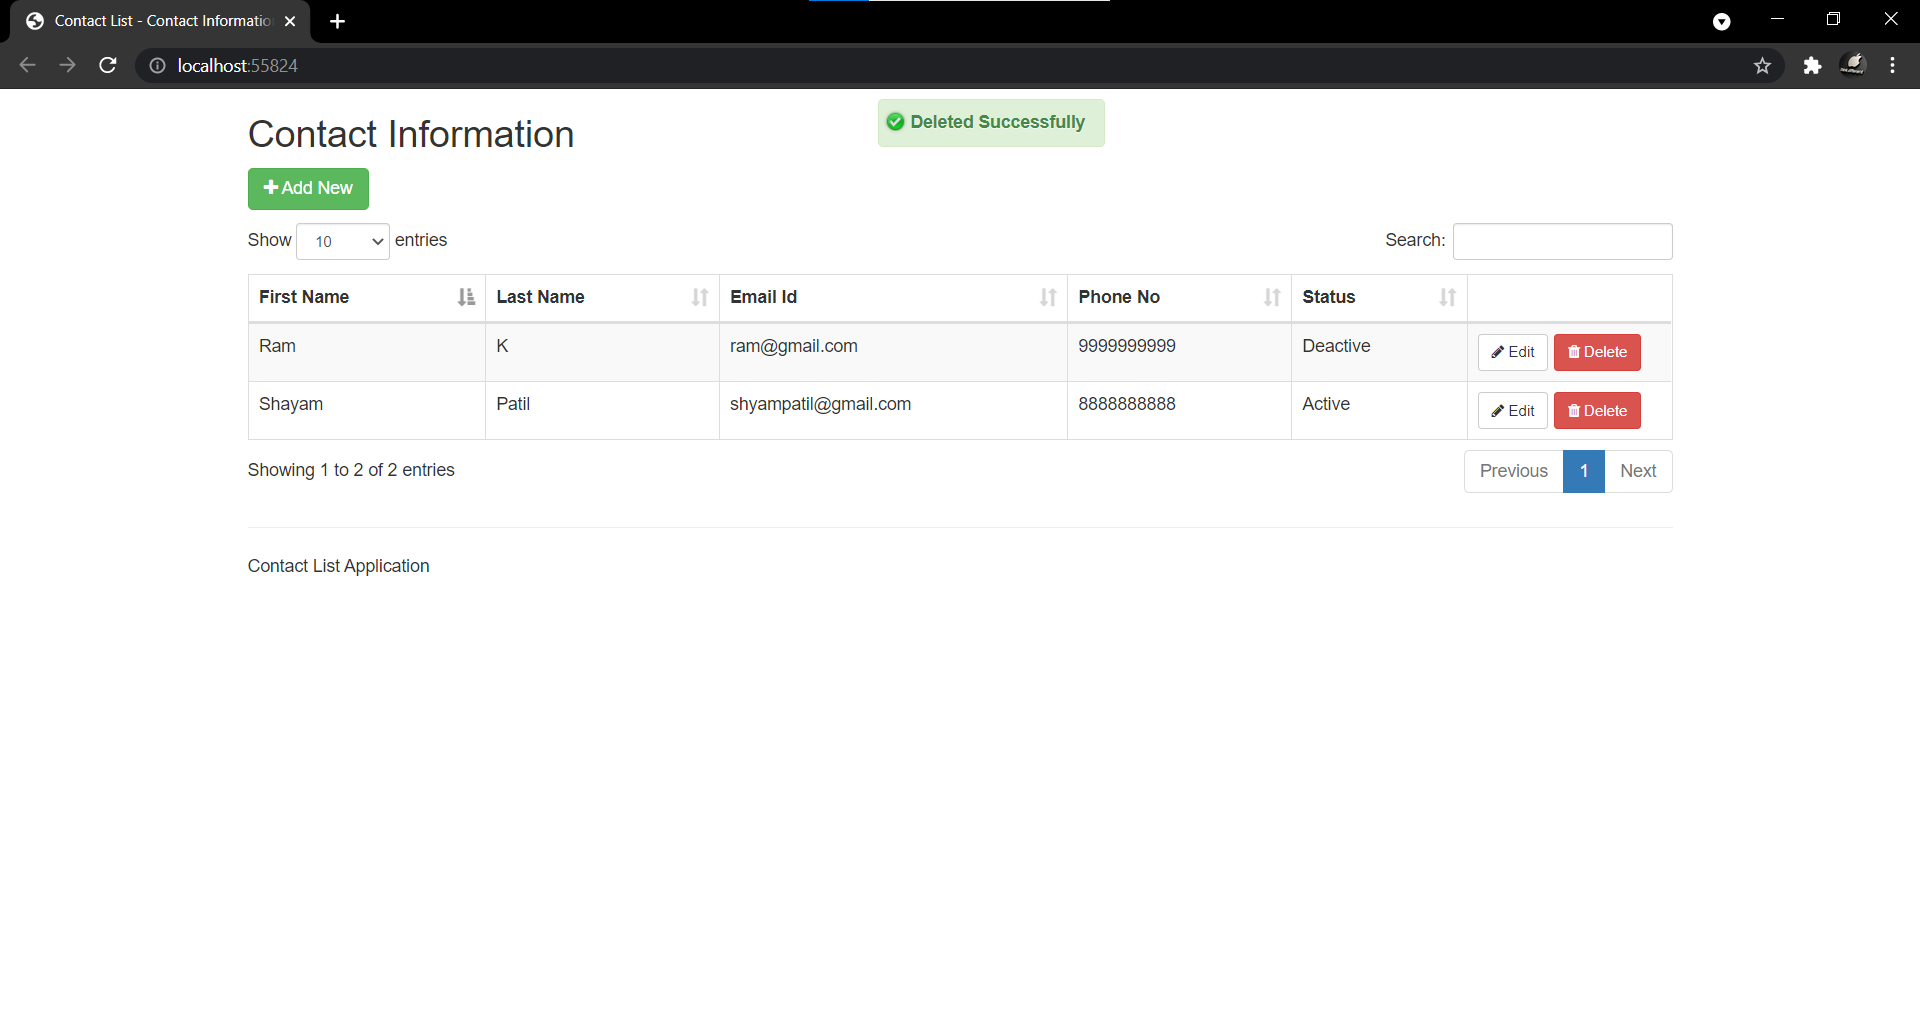 Contact List - Contact Informatio
localhost:55824
Deleted Successfully
Contact Information
Add New
Show 10 entries
Search:
First Name Last Name Email Id Phone No Status
Ram K ram@gmail.com 9999999999 Deactive Edit Delete
Shayam Patil shyampatil@gmail.com 8888888888 Active Edit Delete
Showing 1 to 2 of 2 entries
Previous 1 Next
Contact List Application